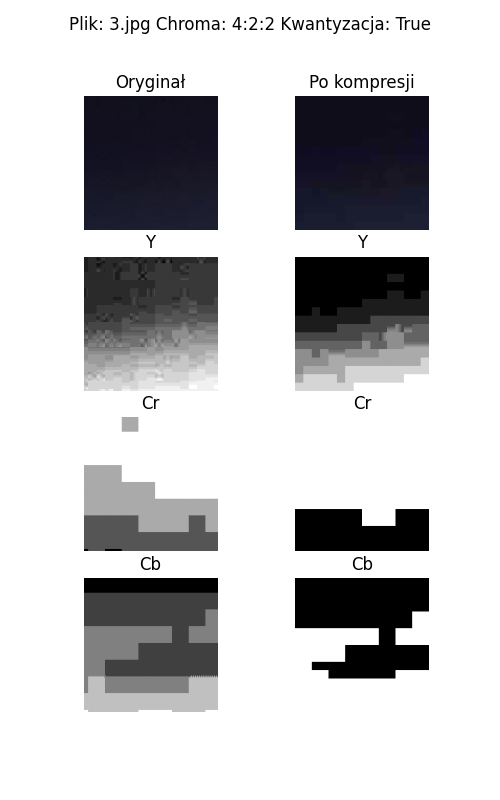 Plik: 3.jpg Chroma: 4:2:2 Kwantyzacja: True
Oryginał
Po kompresji
Y
Y
Cr
Cr
Cb
Cb